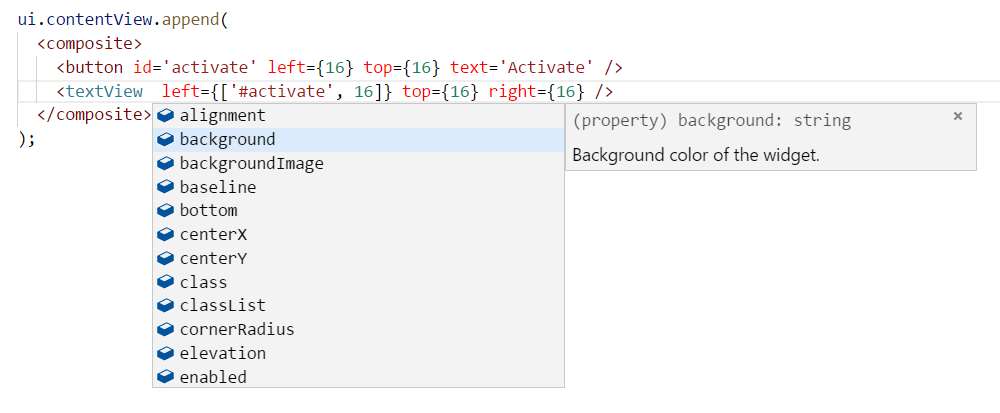 ui.contentView.append(
<composite>
<button id='activate' left={16} top={16} text='Activate' />
<textView  left={['#activate', 16]} top={16} right={16} />
</composite>
);
alignment
background
backgroundImage
baseline
bottom
centerX
centerY
class
classList
cornerRadius
elevation
enabled
(property) background: string
Background color of the widget.